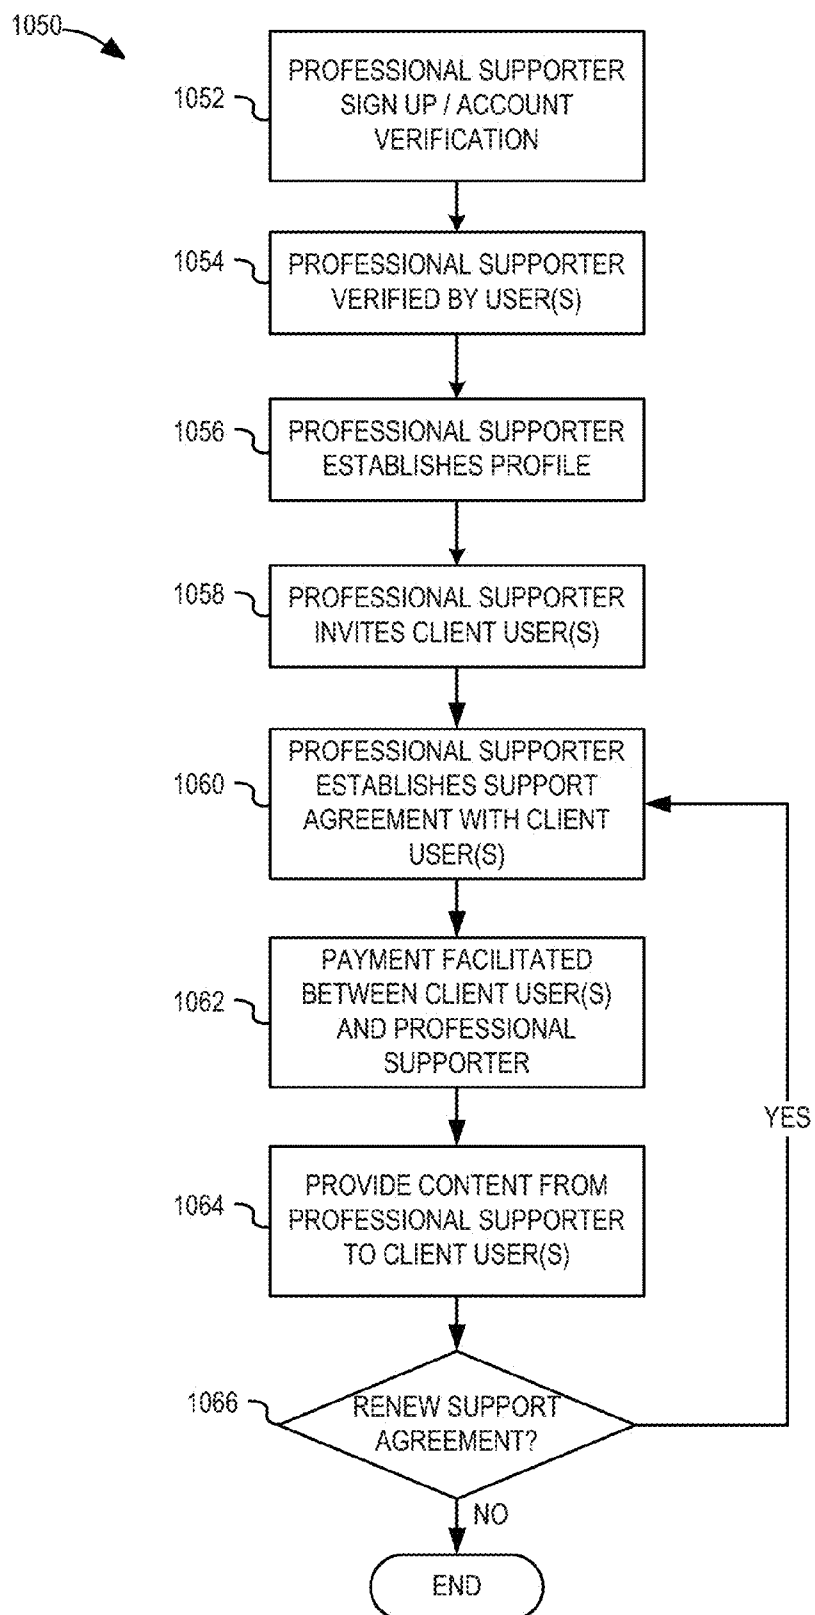 1050
1052
PROFESSIONAL SUPPORTER
SIGN UP / ACCOUNT
VERIFICATION
1054
PROFESSIONAL SUPPORTER
VERIFIED BY USER(S)
1056
PROFESSIONAL SUPPORTER
ESTABLISHES PROFILE
1058
PROFESSIONAL SUPPORTER
INVITES CLIENT USER(S)
1060
PROFESSIONAL SUPPORTER
ESTABLISHES SUPPORT
AGREEMENT WITH CLIENT
USER(S)
1062
PAYMENT FACILITATED
BETWEEN CLIENT USER(S)
AND PROFESSIONAL
SUPPORTER
YES
1064
PROVIDE CONTENT FROM
PROFESSIONAL SUPPORTER
TO CLIENT USER(S)
1066
RENEW SUPPORT
AGREEMENT?
NO
END